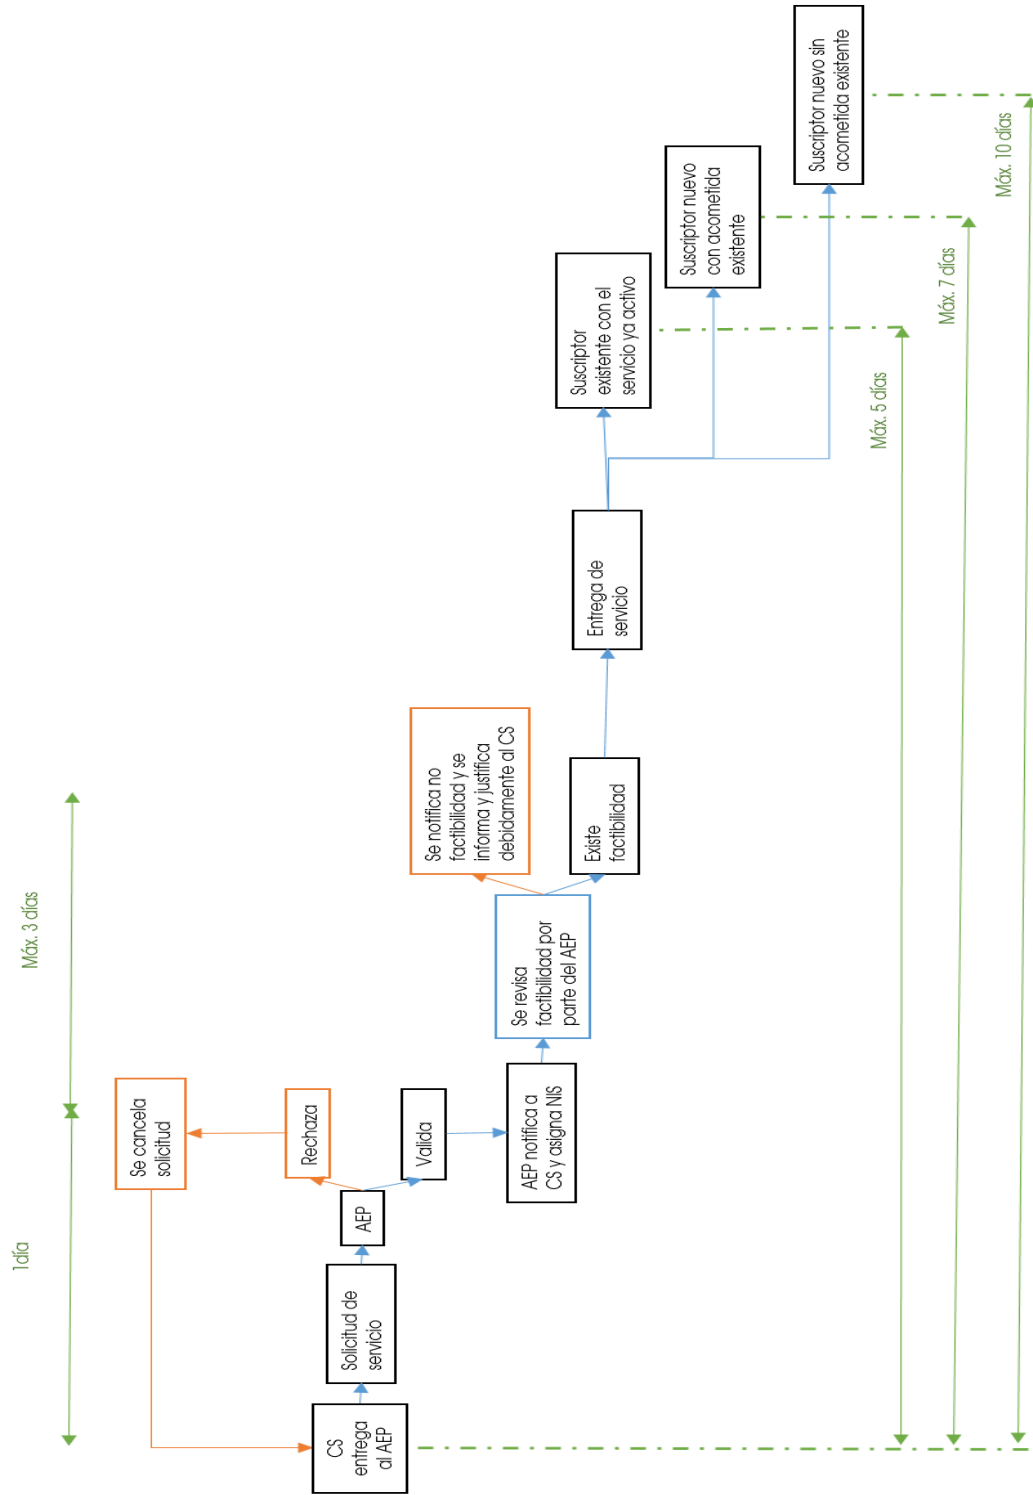 1día
Máx. 3 días
Se cancela
solicitud
Rechaza
CS
entrega
al AEP
Solicitud de
servicio
AEP
Valida
AEP notifica a
CS y asigna NIS
Se revisa
factibilidad por
parte del AEP
Se notifica no
factibilidad y se
informa y justifica
debidamente al CS
Existe
factibilidad
Entrega de
servicio
Suscriptor
existente con el
servicio ya activo
Suscriptor nuevo
con acometida
existente
Suscriptor nuevo sin
acometida existente
Máx. 5 días
Máx. 7 días
Máx. 10 días